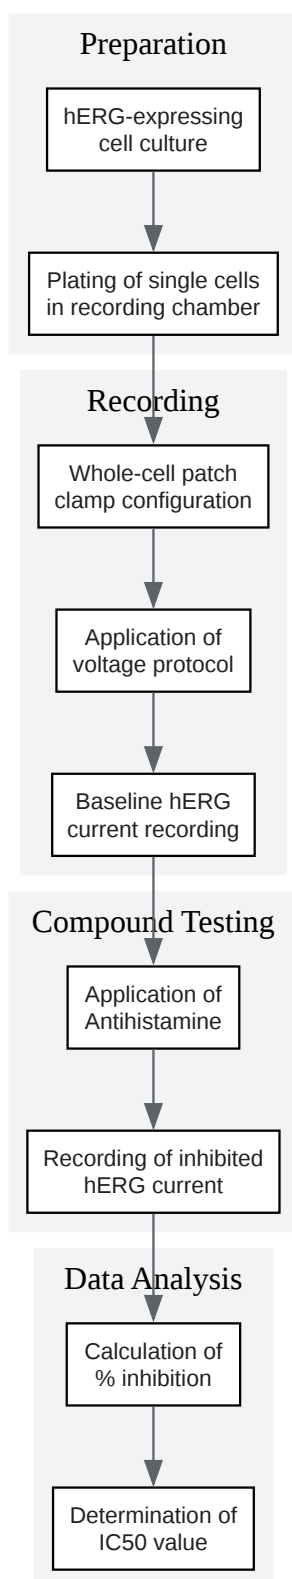 Preparation
hERG-expressing
cell culture
Plating of single cells
in recording chamber
Recording
Whole-cell patch
clamp configuration
Application of
voltage protocol
Baseline hERG
current recording
Compound Testing
Application of
Antihistamine
Recording of inhibited
hERG current
Data Analysis
Calculation of
% inhibition
Determination of
IC50 value